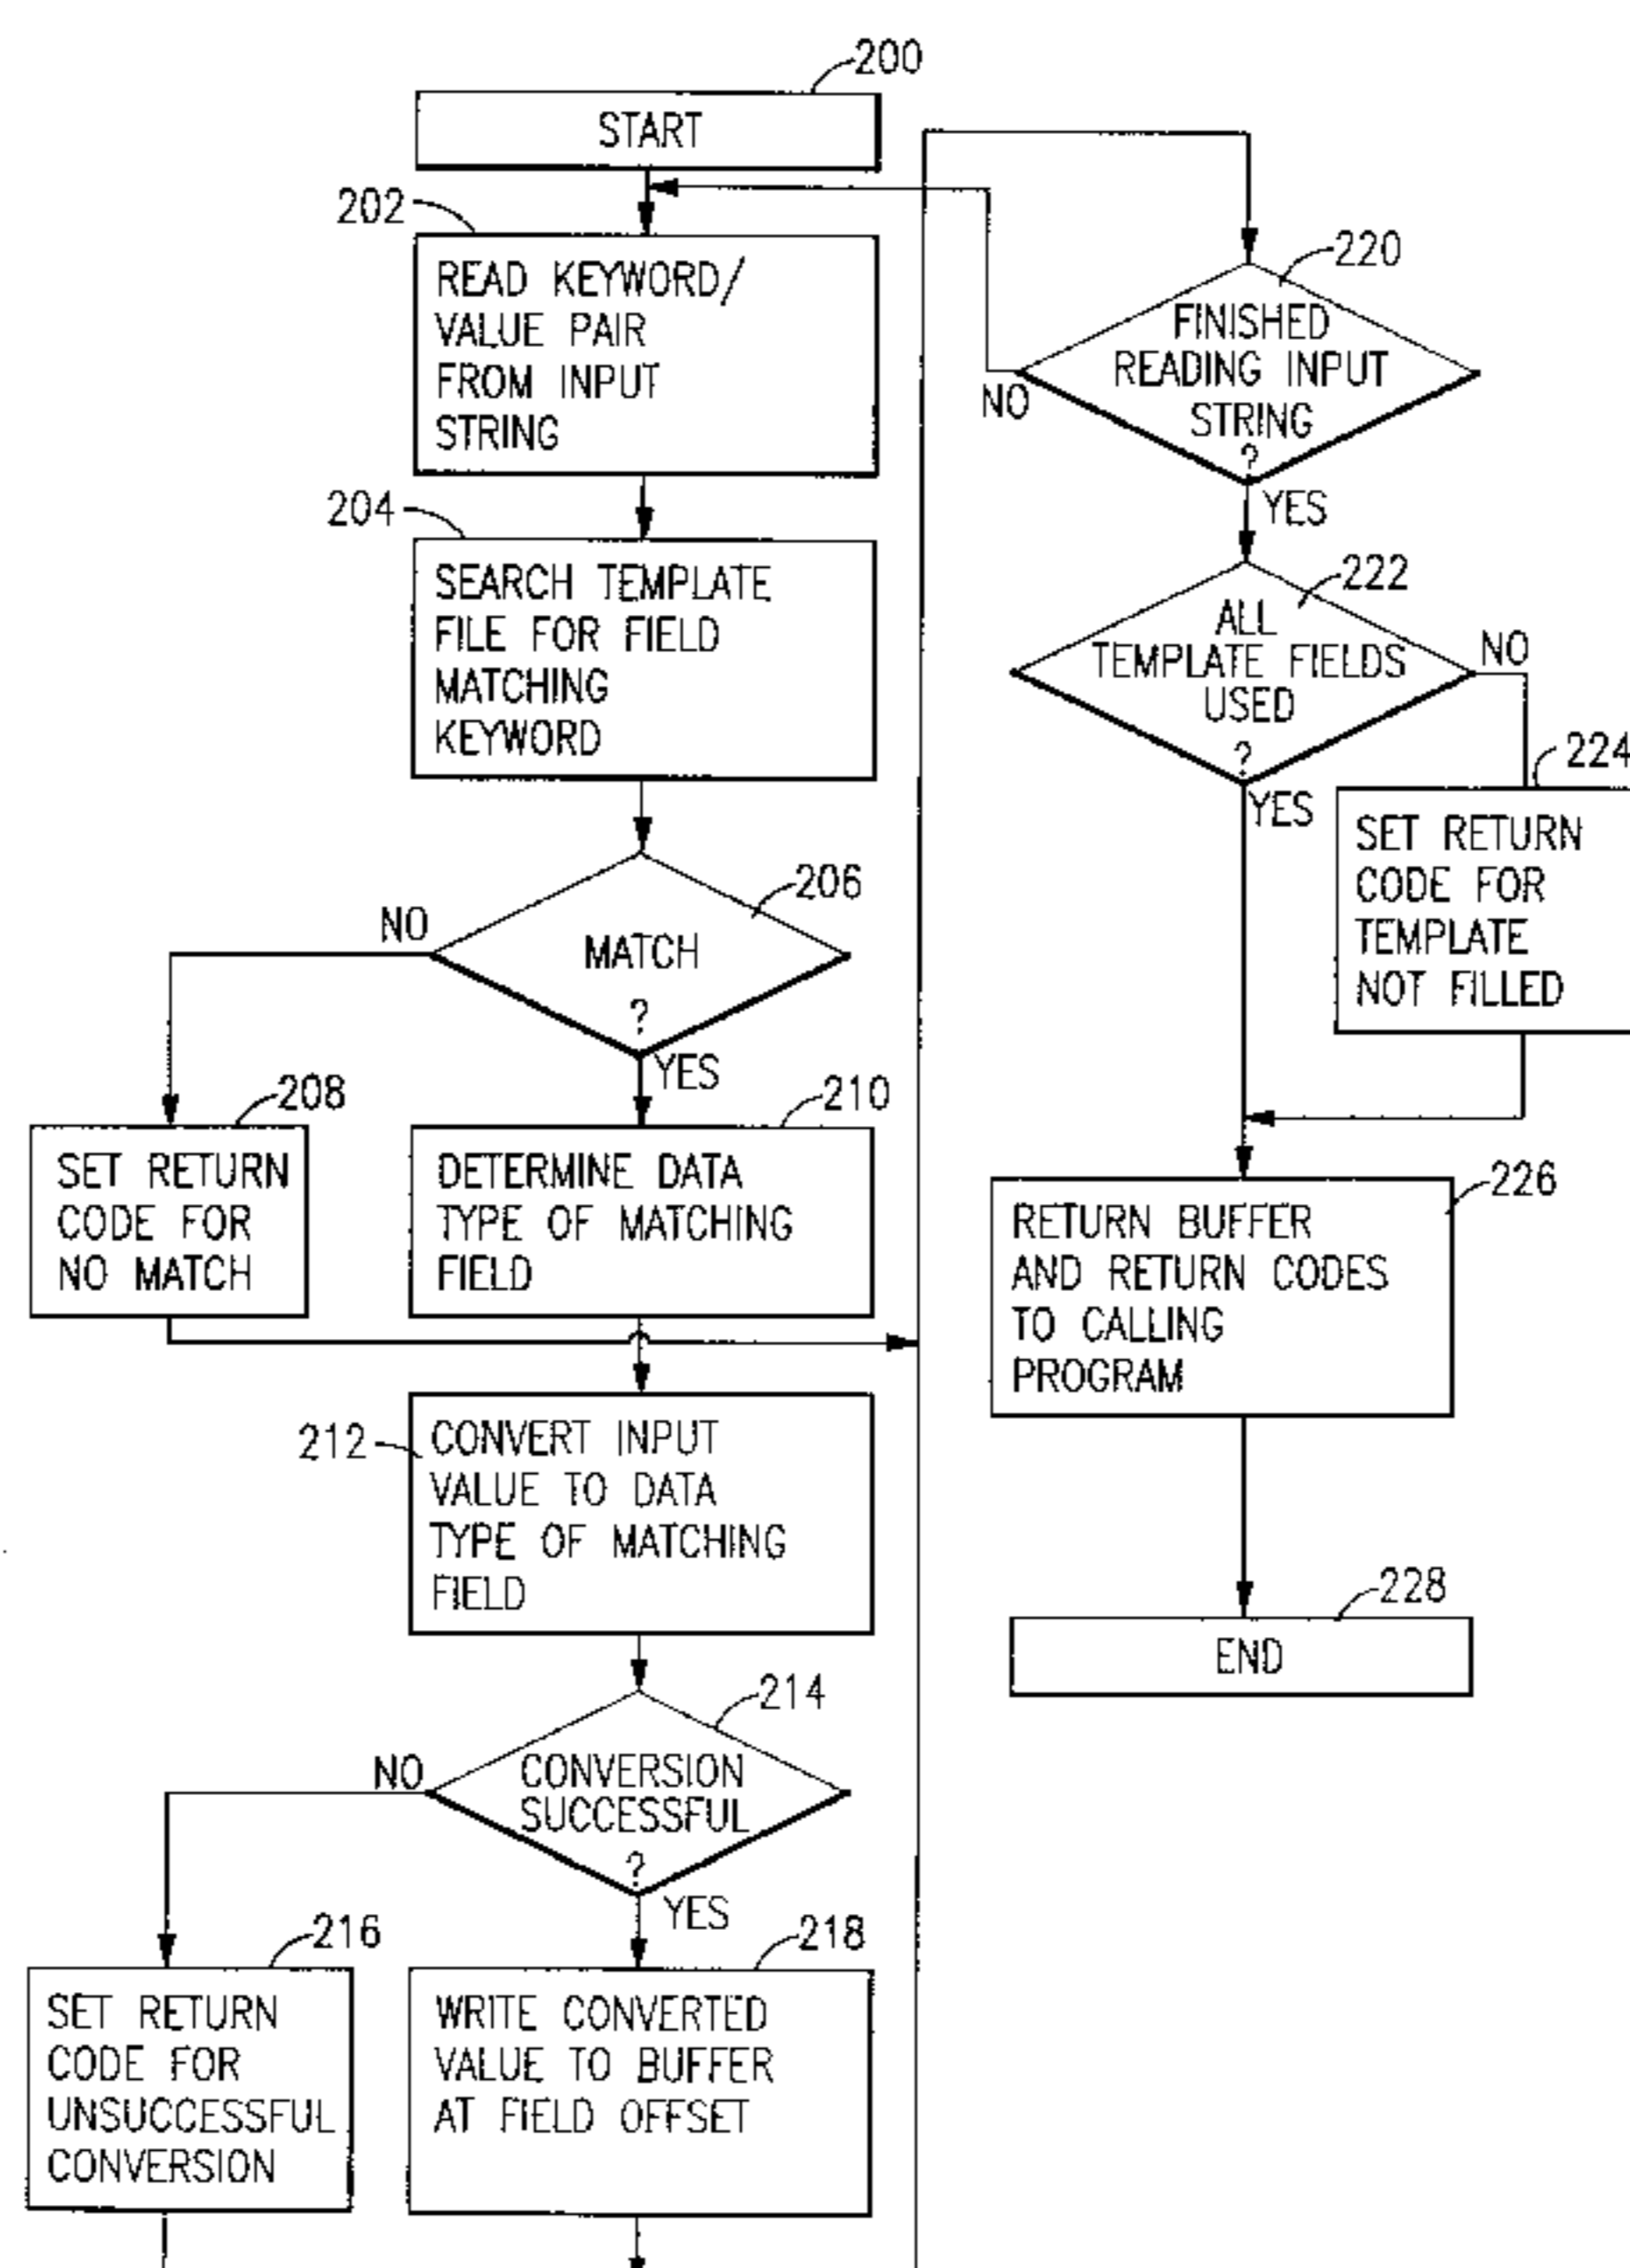 200
START
202
READ KEYWORD/
VALUE PAIR
FROM INPUT
STRING
204
SEARCH TEMPLATE
FILE FOR FIELD
MATCHING
KEYWORD
206
NO
MATCH
?
YES
208
SET RETURN
CODE FOR
NO MATCH
210
DETERMINE DATA
TYPE OF MATCHING
FIELD
212
CONVERT INPUT
VALUE TO DATA
TYPE OF MATCHING
FIELD
214
NO
CONVERSION
SUCCESSFUL
?
YES
216
SET RETURN
CODE FOR
UNSUCCESSFUL
CONVERSION
218
WRITE CONVERTED
VALUE TO BUFFER
AT FIELD OFFSET
220
FINISHED
READING INPUT
STRING
?
NO
YES
222
ALL
TEMPLATE FIELDS
USED
?
NO
YES
224
SET RETURN
CODE FOR
TEMPLATE
NOT FILLED
226
RETURN BUFFER
AND RETURN CODES
TO CALLING
PROGRAM
228
END